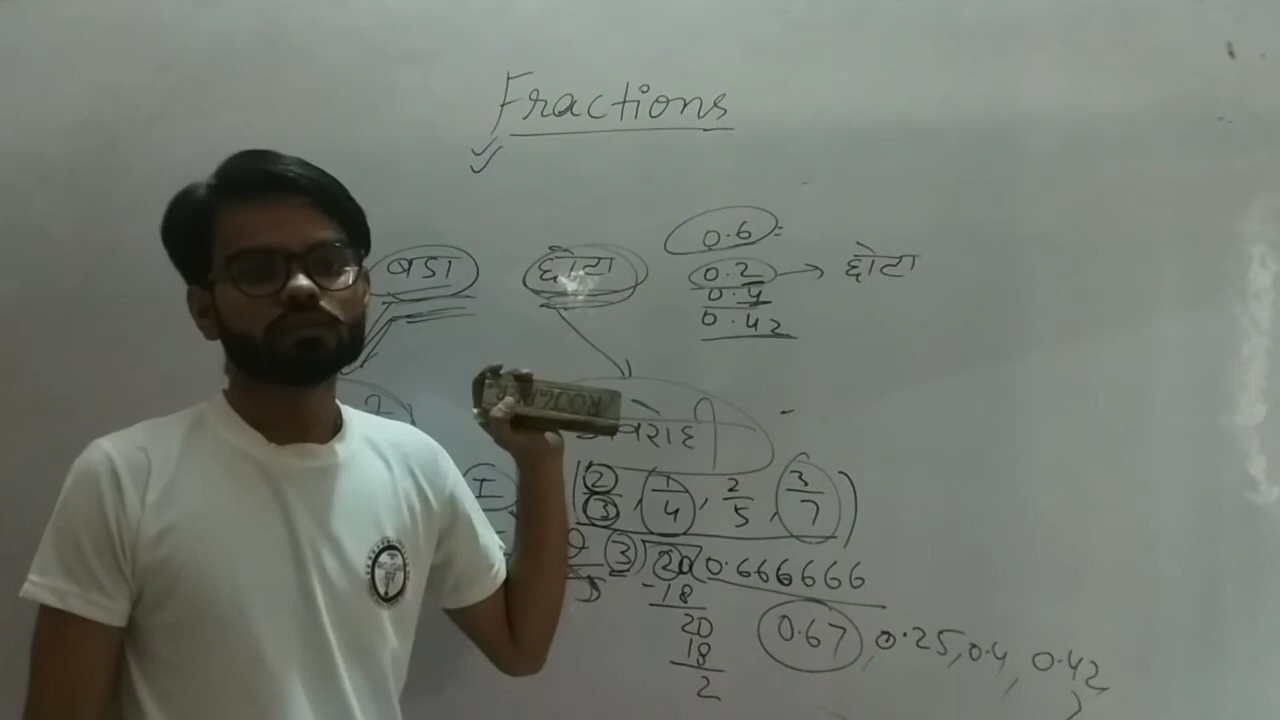 Fractions
बडा छोटा 0.6
0.2 → छोटा
0.4
0.42
2
I ( 2/3 , 1/4 , 2/5 , 3/7 )
3 ) 20 ( 0.666666
-18
20
18
2
0.67 , 0.25 , 0.4 , 0.42